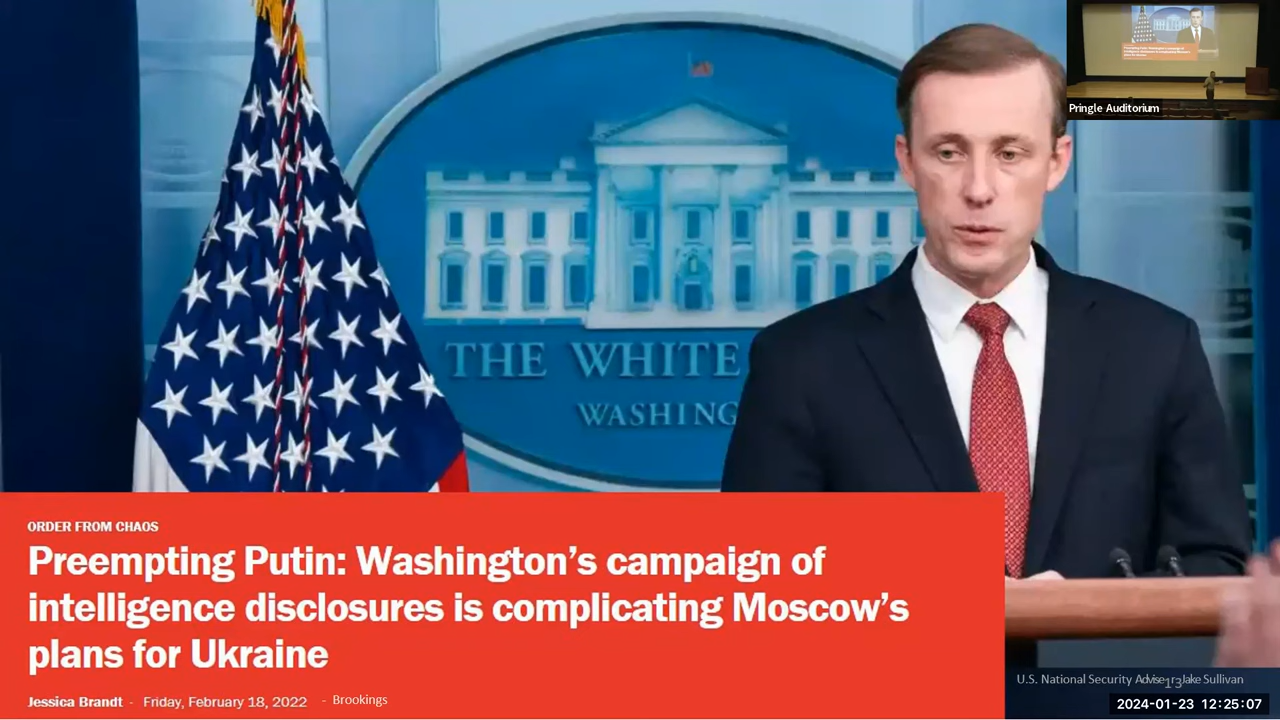 Pringle Auditorium
THE WHITE
WASHING
ORDER FROM CHAOS
Preempting Putin: Washington's campaign of
intelligence disclosures is complicating Moscow's
plans for Ukraine
Jessica Brandt - Friday, February 18, 2022 - Brookings
U.S. National Security Adviser Jake Sullivan
13
2024-01-23 12:25:07